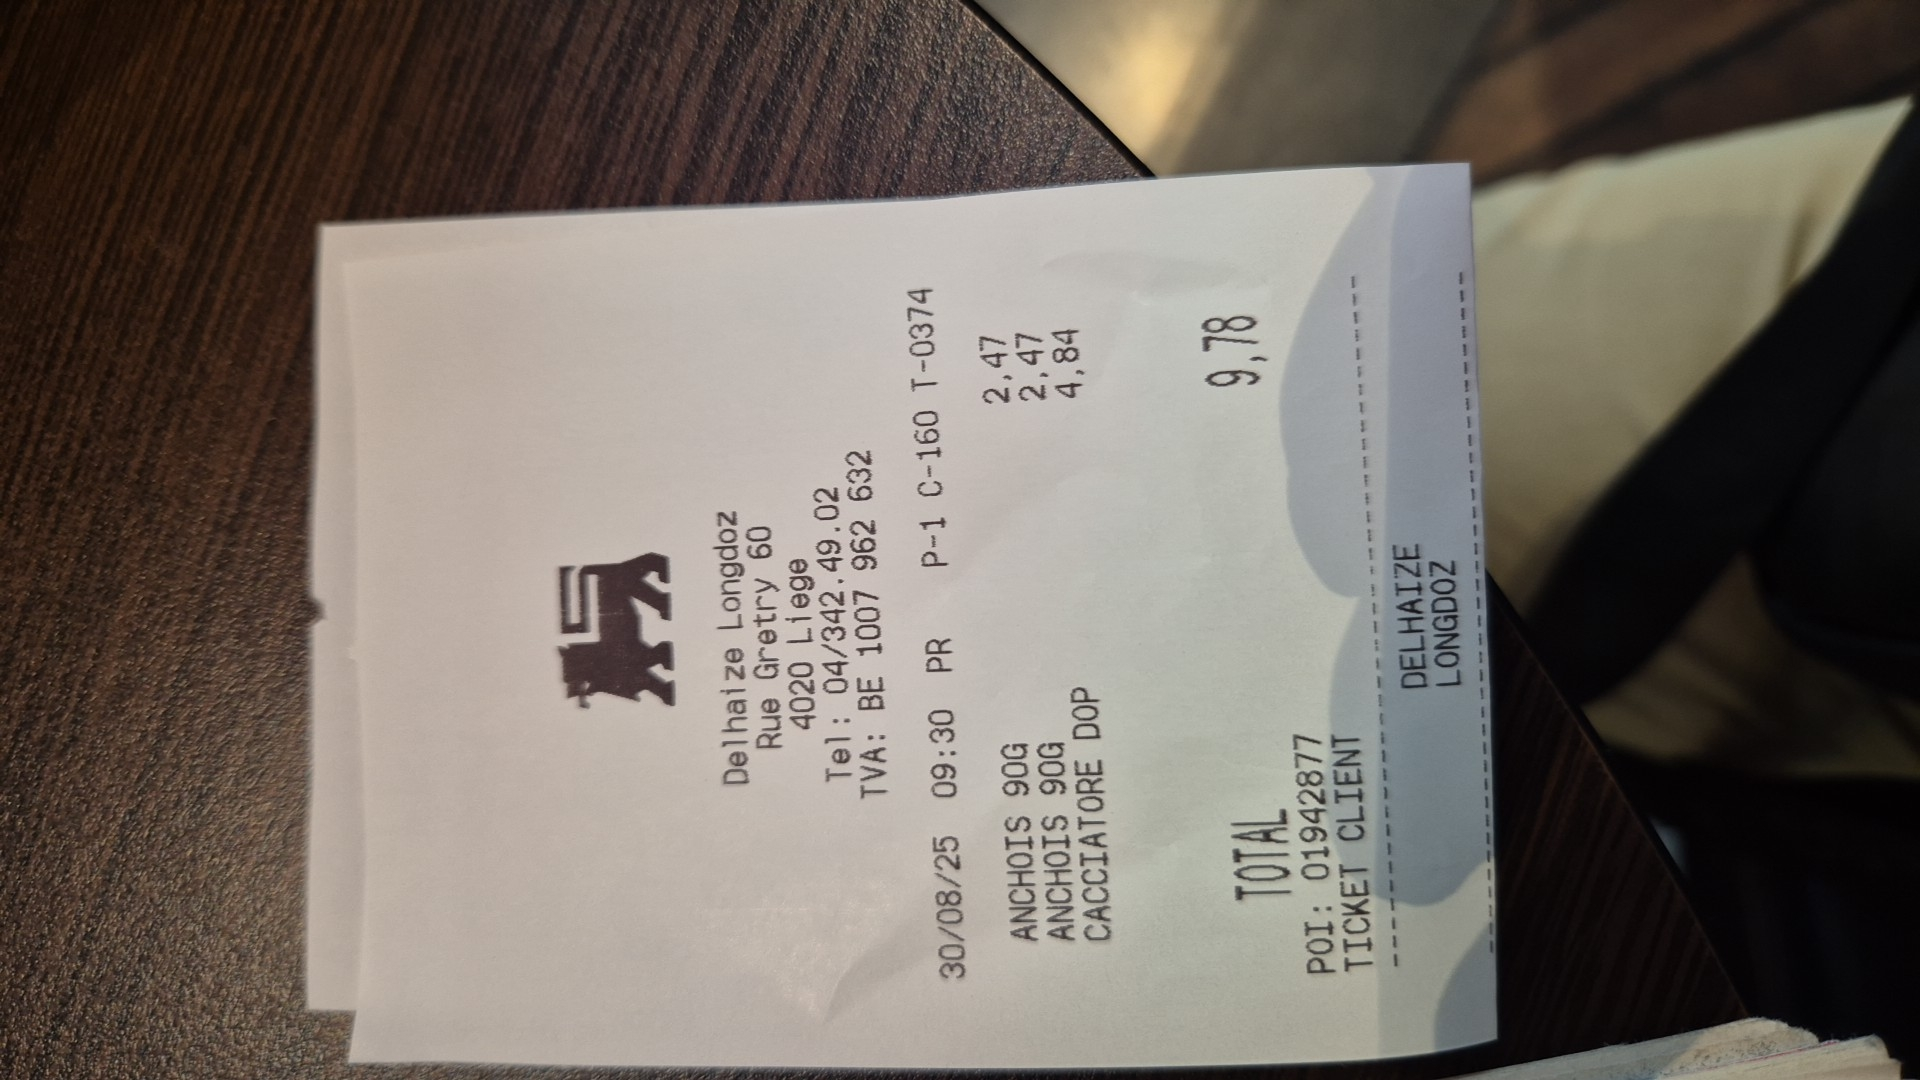 Delhaize Longdoz
Rue Gretry 60
4020 Liege
Tel : 04/342.49.02
TVA: BE 1007 962 632
30/08/25 09:30 PR P-1 C-160 T-0374
ANCHOIS 90G 2,47
ANCHOIS 90G 2,47
CACCIATORE DOP 4,84
TOTAL 9,78
POI: 01942877
TICKET CLIENT
DELHAIZE
LONGDOZ